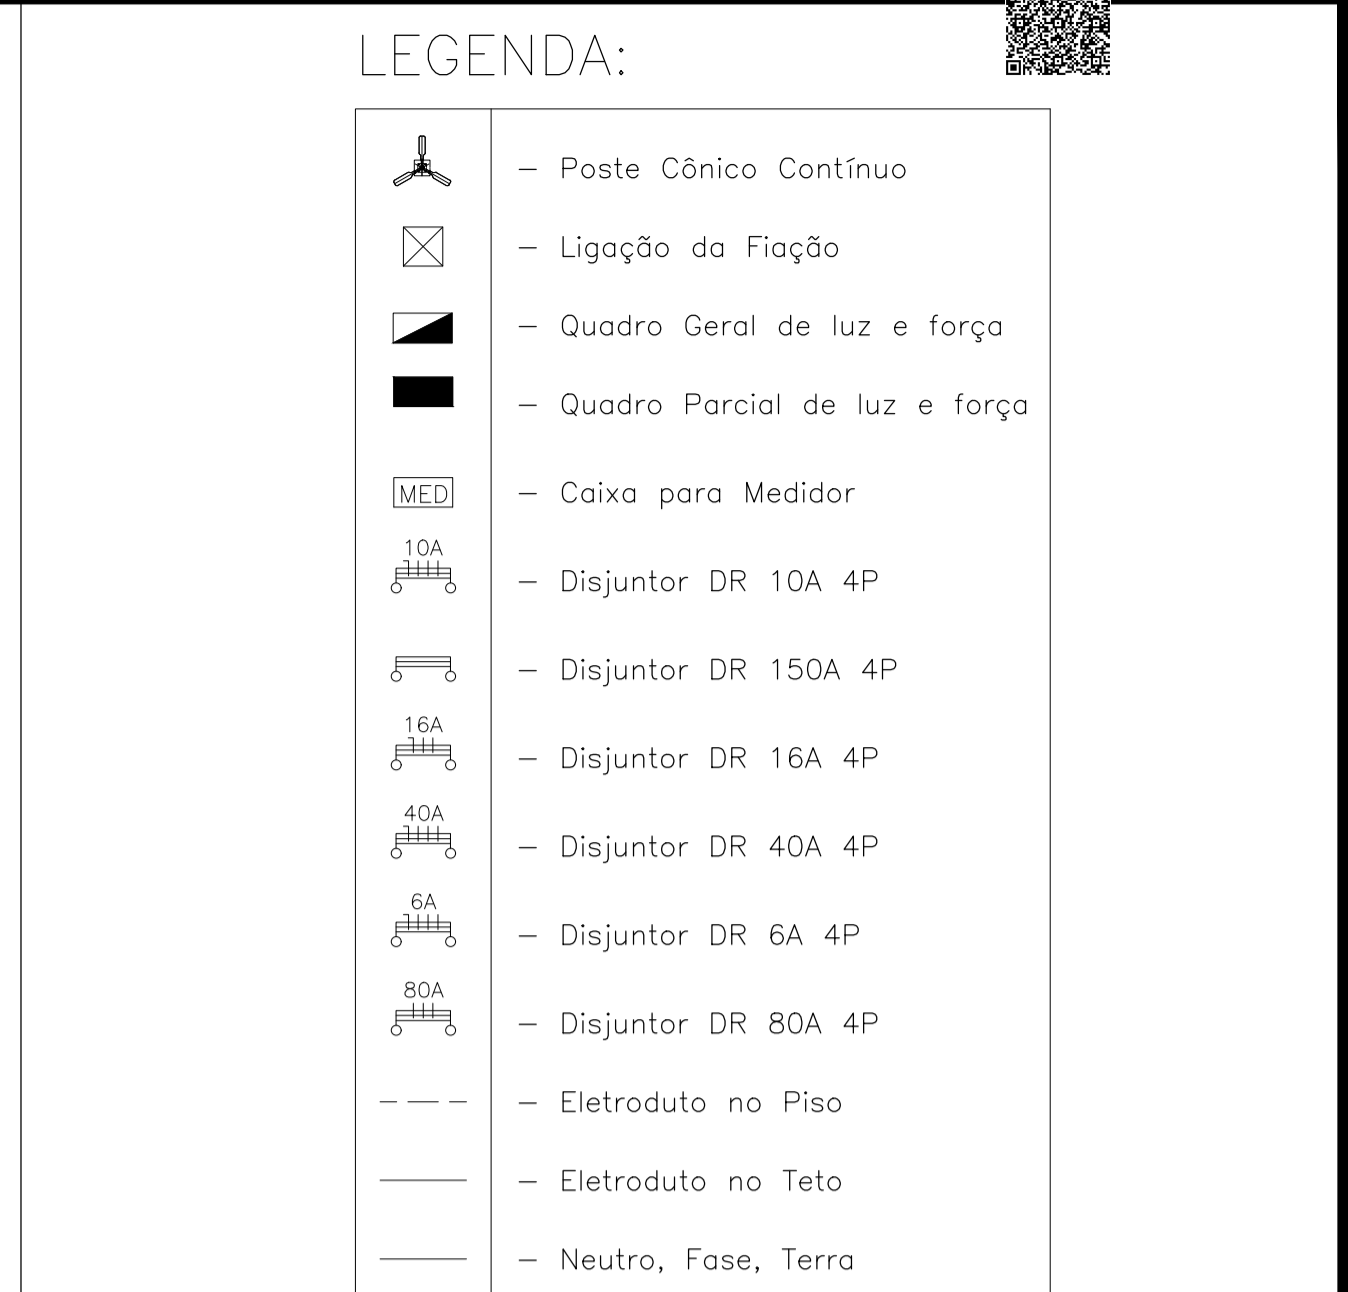 LEGENDA:
- Poste Cônico Contínuo
- Ligação da Fiação
- Quadro Geral de luz e força
- Quadro Parcial de luz e força
MED - Caixa para Medidor
10A
- Disjuntor DR 10A 4P
- Disjuntor DR 150A 4P
16A
- Disjuntor DR 16A 4P
40A
- Disjuntor DR 40A 4P
6A
- Disjuntor DR 6A 4P
80A
- Disjuntor DR 80A 4P
- Eletroduto no Piso
- Eletroduto no Teto
- Neutro, Fase, Terra